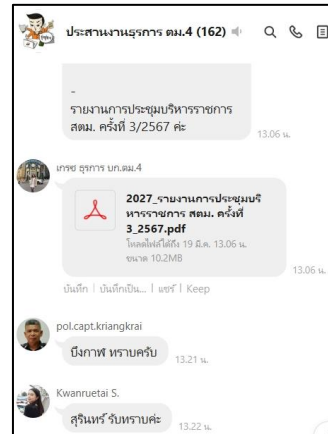 ประสานงานธุรการ ตม.4 (162)
-
รายงานการประชุมบริหารราชการ
สตม. ครั้งที่ 3/2567 ค่ะ
13.06 น.
เกรซ ธุรการ บก.ตม.4
2027_รายงานการประชุมบริ
หารราชการ สตม. ครั้งที่
3_2567.pdf
โหลดไฟล์ได้ถึง 19 มี.ค. 13.06 น.
ขนาด 10.2MB
13.06 น.
บันทึก | บันทึกเป็น... | แชร์ | Keep
pol.capt.kriangkrai
บึงกาฬ ทราบครับ
13.21 น.
Kwanruetai S.
สุรินทร์ รับทราบค่ะ
13.22 น.